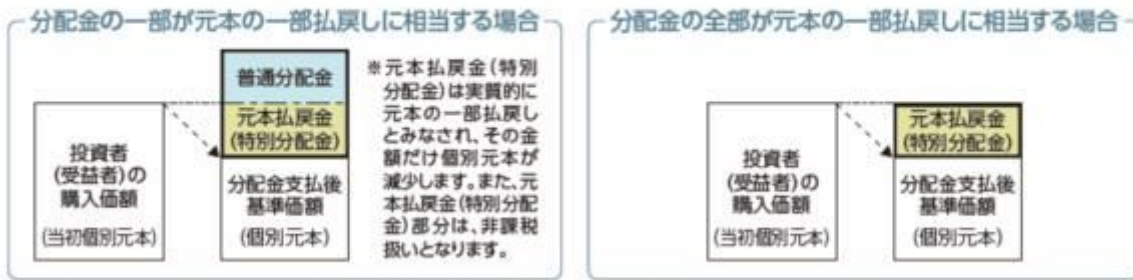 分配金の一部が元本の一部払戻しに相当する場合
普通分配金
元本払戻金
(特別分配金)
投資者
(受益者)の
購入価額
(当初個別元本)
分配金支払後
基準価額
(個別元本)
※元本払戻金(特別
分配金)は実質的に
元本の一部払戻し
とみなされ、その金
額だけ個別元本が
減少します。また、元
本払戻金(特別分配
金)部分は、非課税
扱いとなります。
分配金の全部が元本の一部払戻しに相当する場合
元本払戻金
(特別分配金)
投資者
(受益者)の
購入価額
(当初個別元本)
分配金支払後
基準価額
(個別元本)